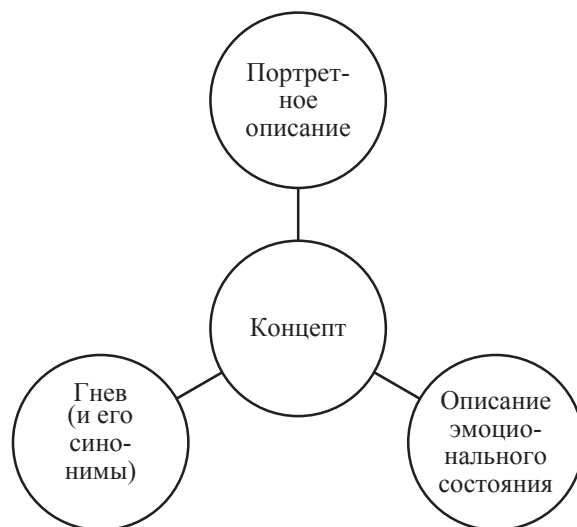 Портрет-
ное
описание
Концепт
Гнев
(и его
сино-
нимы)
Описание
эмоцио-
нального
состояния